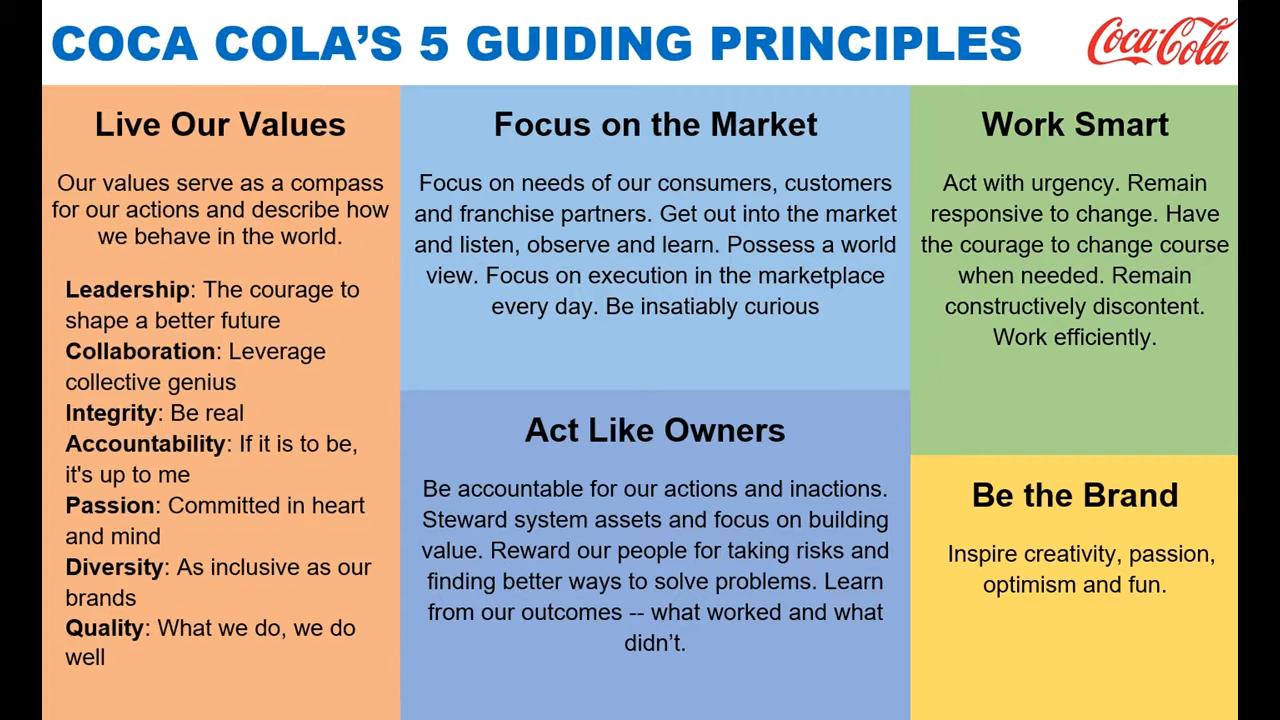 COCA COLA'S 5 GUIDING PRINCIPLES
Coca-Cola
Live Our Values
Our values serve as a compass
for our actions and describe how
we behave in the world.
Leadership: The courage to
shape a better future
Collaboration: Leverage
collective genius
Integrity: Be real
Accountability: If it is to be,
it's up to me
Passion: Committed in heart
and mind
Diversity: As inclusive as our
brands
Quality: What we do, we do
well
Focus on the Market
Focus on needs of our consumers, customers
and franchise partners. Get out into the market
and listen, observe and learn. Possess a world
view. Focus on execution in the marketplace
every day. Be insatiably curious
Act Like Owners
Be accountable for our actions and inactions.
Steward system assets and focus on building
value. Reward our people for taking risks and
finding better ways to solve problems. Learn
from our outcomes -- what worked and what
didn't.
Work Smart
Act with urgency. Remain
responsive to change. Have
the courage to change course
when needed. Remain
constructively discontent.
Work efficiently.
Be the Brand
Inspire creativity, passion,
optimism and fun.